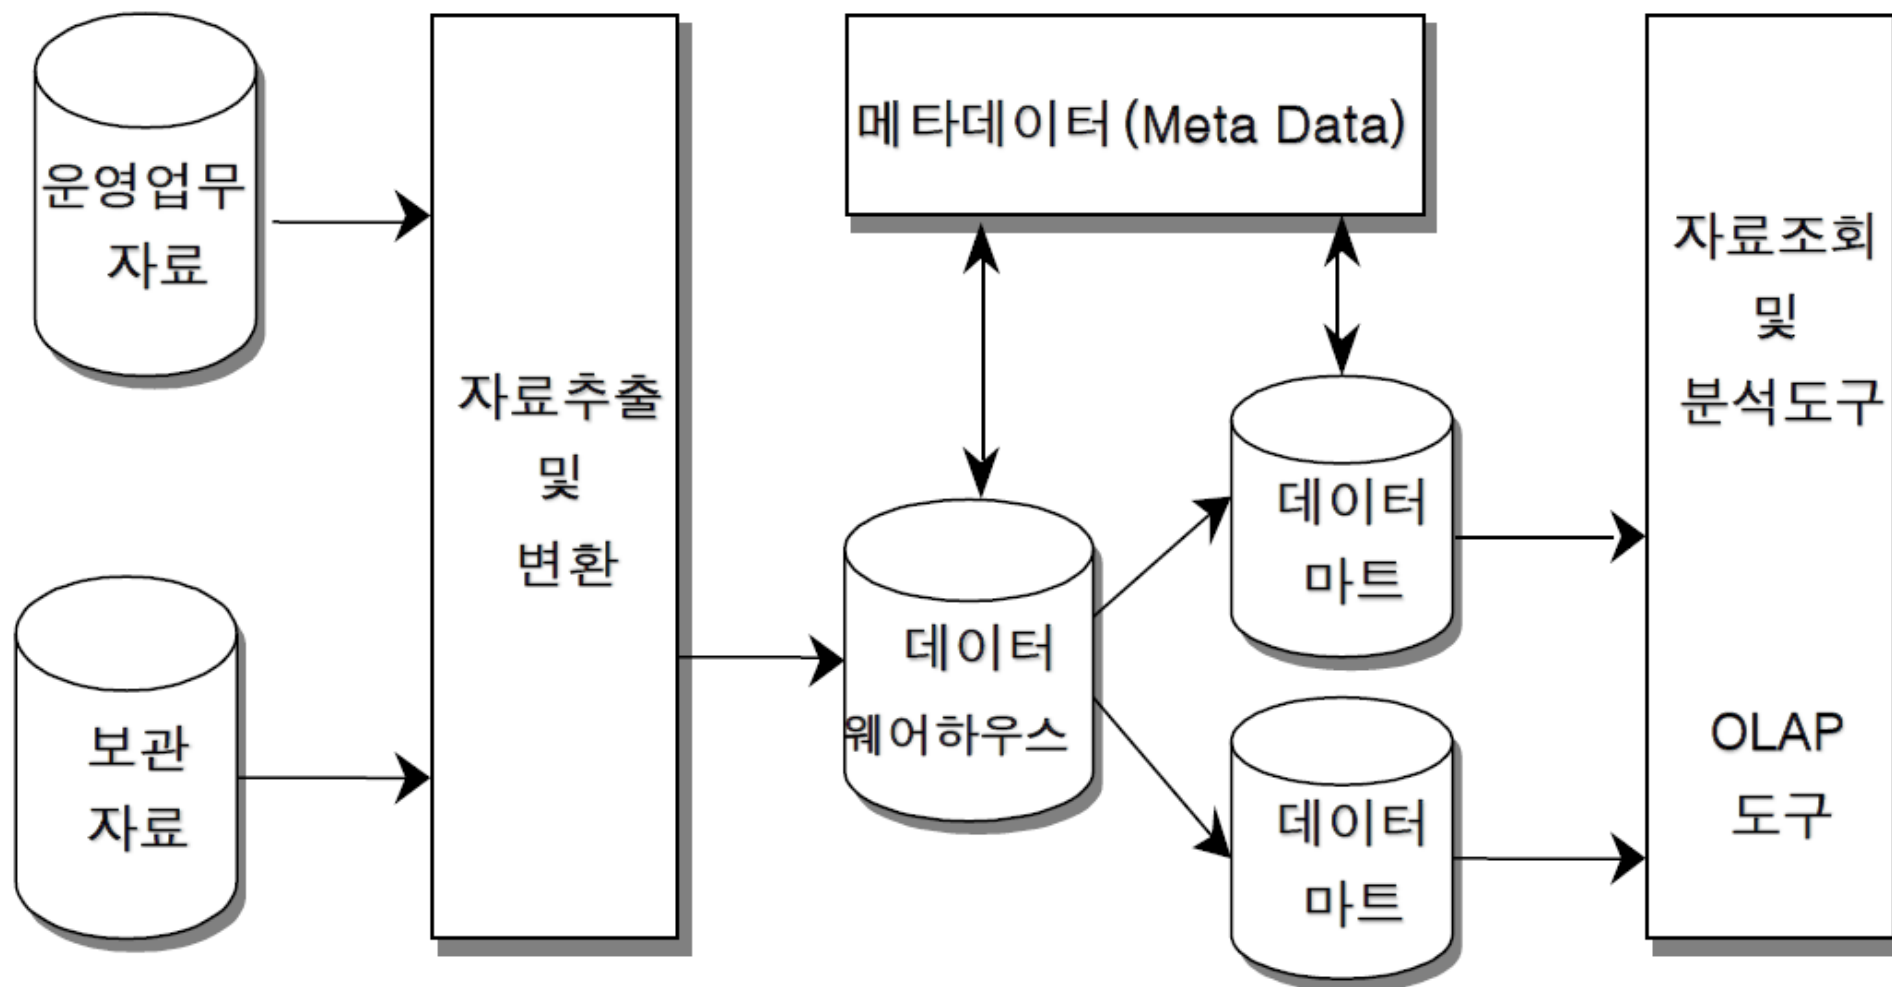 운영업무
자료
보관
자료
자료추출
및
변환
메타데이터(Meta Data)
데이터
웨어하우스
데이터
마트
데이터
마트
자료조회
및
분석도구
OLAP
도구